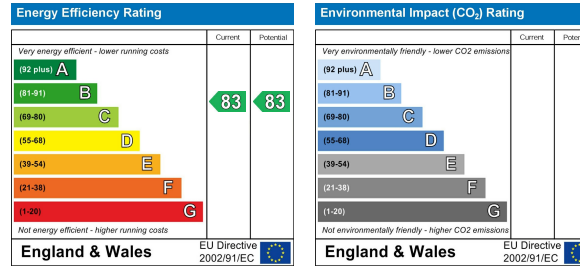 Energy Efficiency Rating
Current Potential
Very energy efficient - lower running costs
(92 plus) A
(81-91) B
83 83
(69-80) C
(55-68) D
(39-54) E
(21-38) F
(1-20) G
Not energy efficient - higher running costs
England & Wales
EU Directive
2002/91/EC
Environmental Impact (CO2) Rating
Current Poten
Very environmentally friendly - lower CO2 emissions
(92 plus) A
(81-91) B
(69-80) C
(55-68) D
(39-54) E
(21-38) F
(1-20) G
Not environmentally friendly - higher CO2 emissions
England & Wales
EU Directive
2002/91/EC